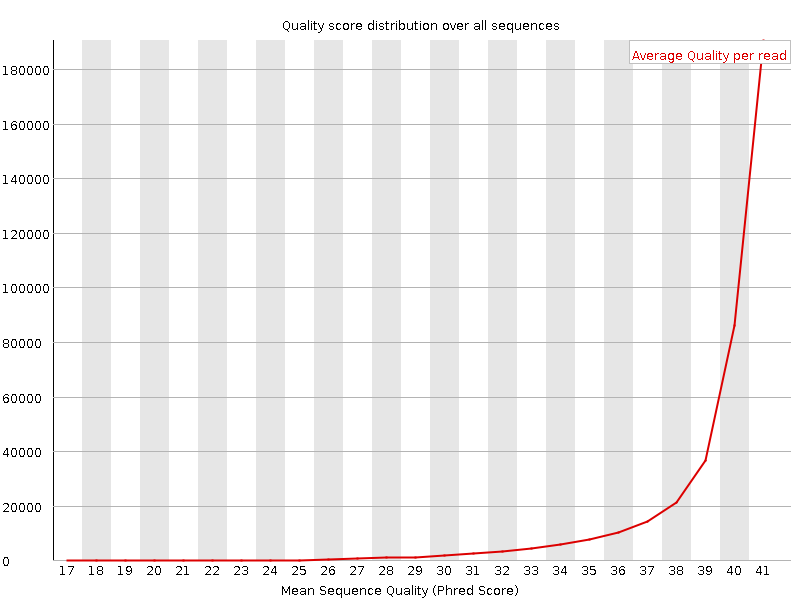 Quality score distribution over all sequences
Average Quality per read
180000
160000
140000
120000
100000
80000
60000
40000
20000
0
17 18 19 20 21 22 23 24 25 26 27 28 29 30 31 32 33 34 35 36 37 38 39 40 41
Mean Sequence Quality (Phred Score)